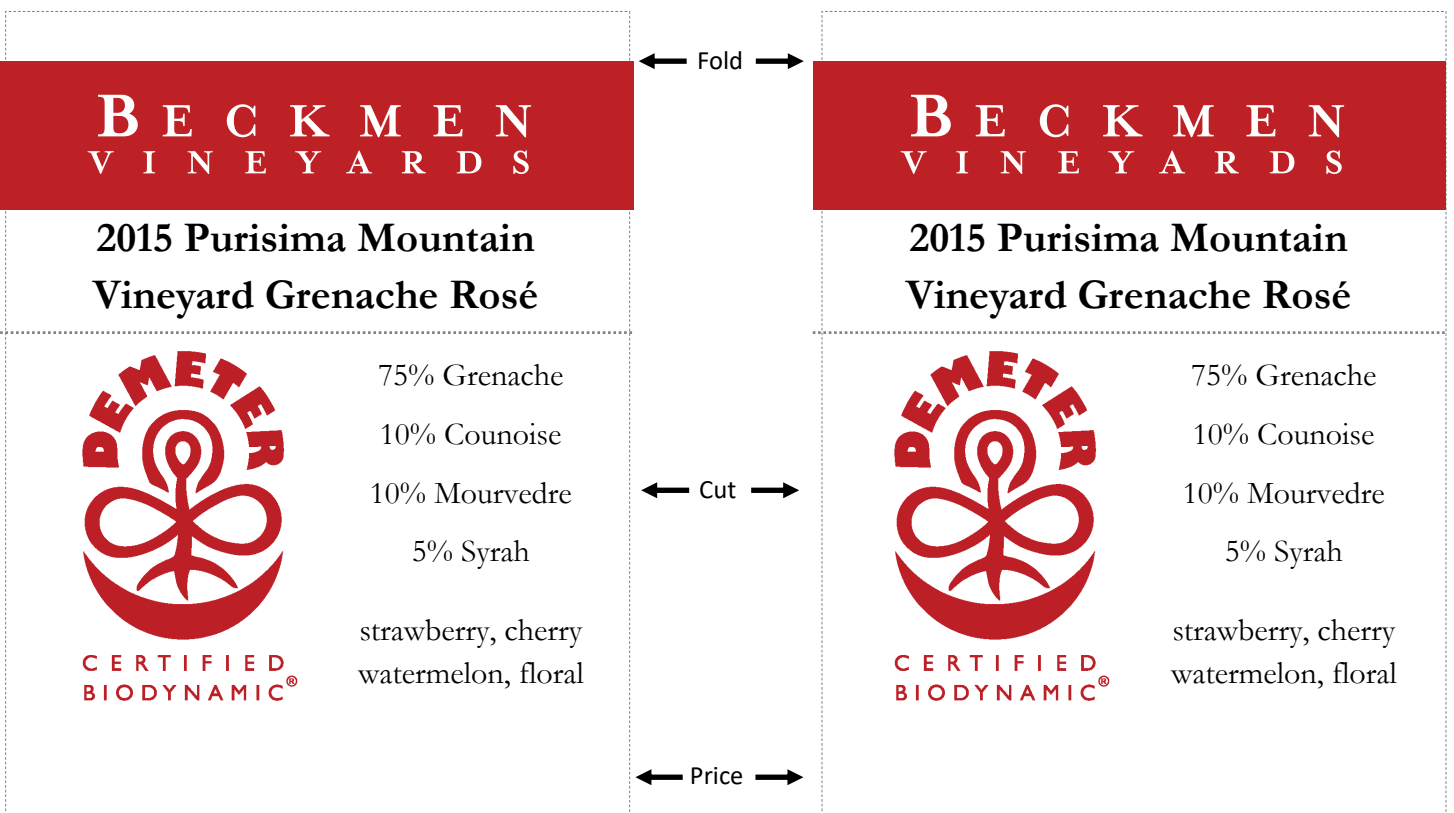 Fold
BECKMEN
VINEYARDS
2015 Purisima Mountain
Vineyard Grenache Rosé
DEMETER
75% Grenache
10% Counoise
10% Mourvedre
5% Syrah
strawberry, cherry
watermelon, floral
CERTIFIED
BIODYNAMIC®
Cut
Price
BECKMEN
VINEYARDS
2015 Purisima Mountain
Vineyard Grenache Rosé
DEMETER
75% Grenache
10% Counoise
10% Mourvedre
5% Syrah
strawberry, cherry
watermelon, floral
CERTIFIED
BIODYNAMIC®